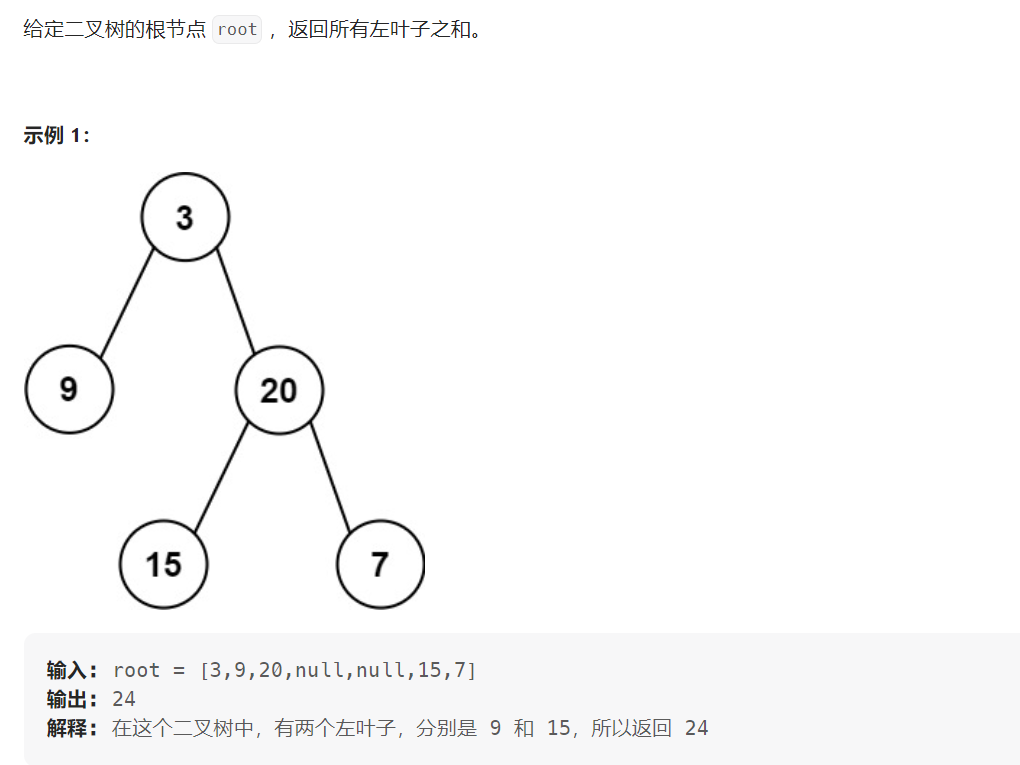 给定二叉树的根节点 root ，返回所有左叶子之和。
示例 1：
3
9
20
15
7
输入：root = [3,9,20,null,null,15,7]
输出：24
解释：在这个二叉树中，有两个左叶子，分别是 9 和 15，所以返回 24